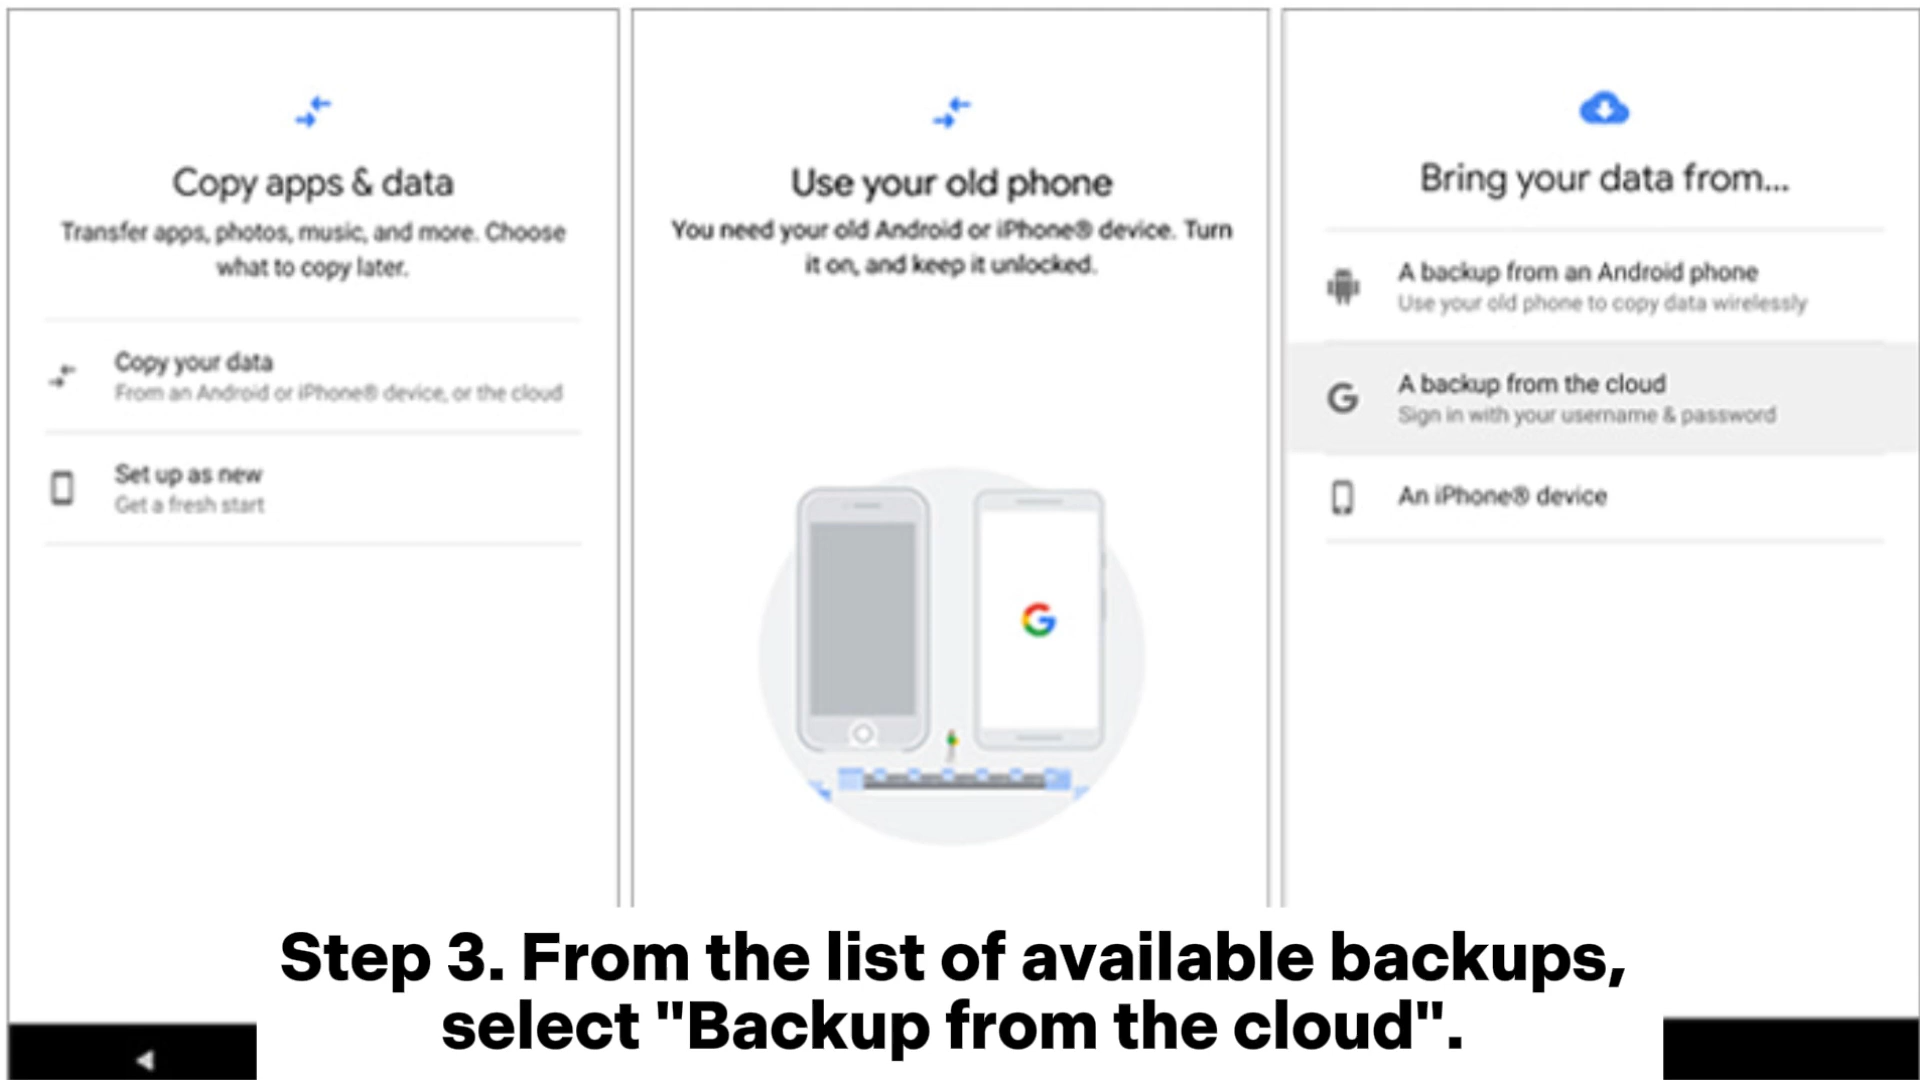 Copy apps & data
Transfer apps, photos, music, and more. Choose
what to copy later.
Copy your data
From an Android or iPhone® device, or the cloud
Set up as new
Get a fresh start
Use your old phone
You need your old Android or iPhone® device. Turn
it on, and keep it unlocked.
G
Bring your data from...
A backup from an Android phone
Use your old phone to copy data wirelessly
G
A backup from the cloud
Sign in with your username & password
An iPhone® device
Step 3. From the list of available backups,
select "Backup from the cloud".